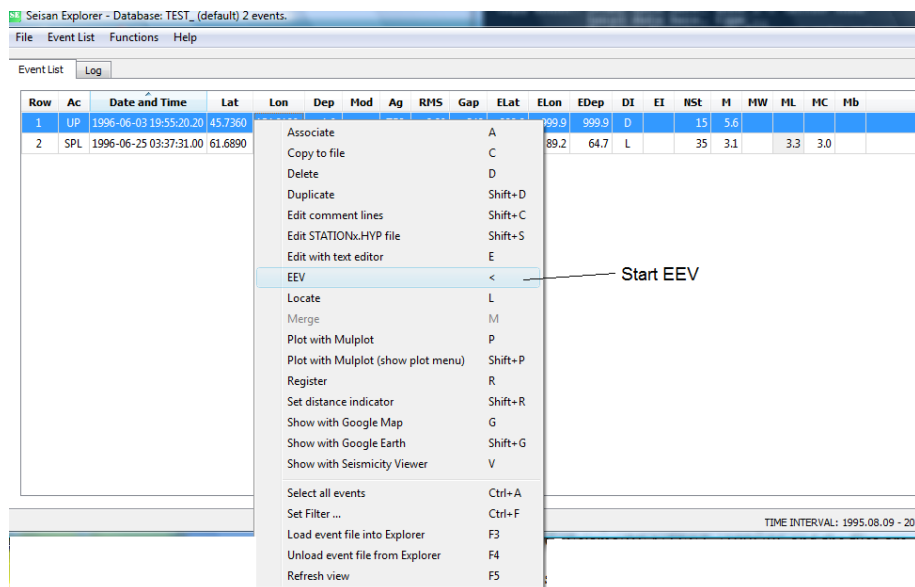 Seisan Explorer - Database: TEST_ (default) 2 events.
File Event List Functions Help
Event List Log
Row Ac Date and Time Lat Lon Dep Mod Ag RMS Gap ELat ELon EDep DI EI NSt M MW ML MC Mb
1 UP 1996-06-03 19:55:20.20 45.7360 999.9 999.9 D 15 5.6
2 SPL 1996-06-25 03:37:31.00 61.6890 89.2 64.7 L 35 3.1 3.3 3.0
Associate A
Copy to file C
Delete D
Duplicate Shift+D
Edit comment lines Shift+C
Edit STATIONx.HYP file Shift+S
Edit with text editor E
EEV <
Start EEV
Locate L
Merge M
Plot with Mulplot P
Plot with Mulplot (show plot menu) Shift+P
Register R
Set distance indicator Shift+R
Show with Google Map G
Show with Google Earth Shift+G
Show with Seismicity Viewer V
Select all events Ctrl+A
Set Filter ... Ctrl+F
Load event file into Explorer F3
Unload event file from Explorer F4
Refresh view F5
TIME INTERVAL: 1995.08.09 - 20